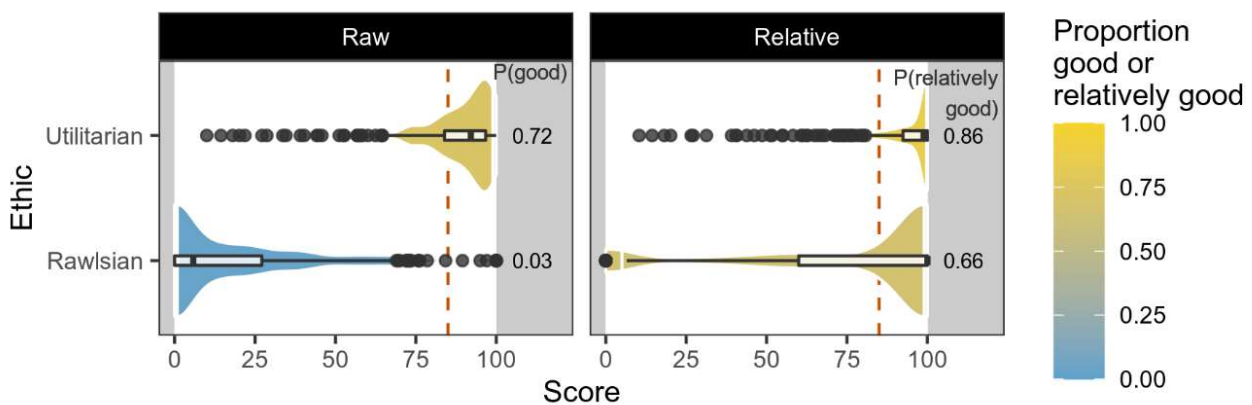 Raw
Relative
Proportion
good or
relatively good
P(good)
P(relatively
good)
1.00
0.75
0.50
0.25
0.00
Utilitarian
0.72
0.86
Rawlsian
0.03
0.66
Ethic
0
25
50
75
100
0
25
50
75
100
Score